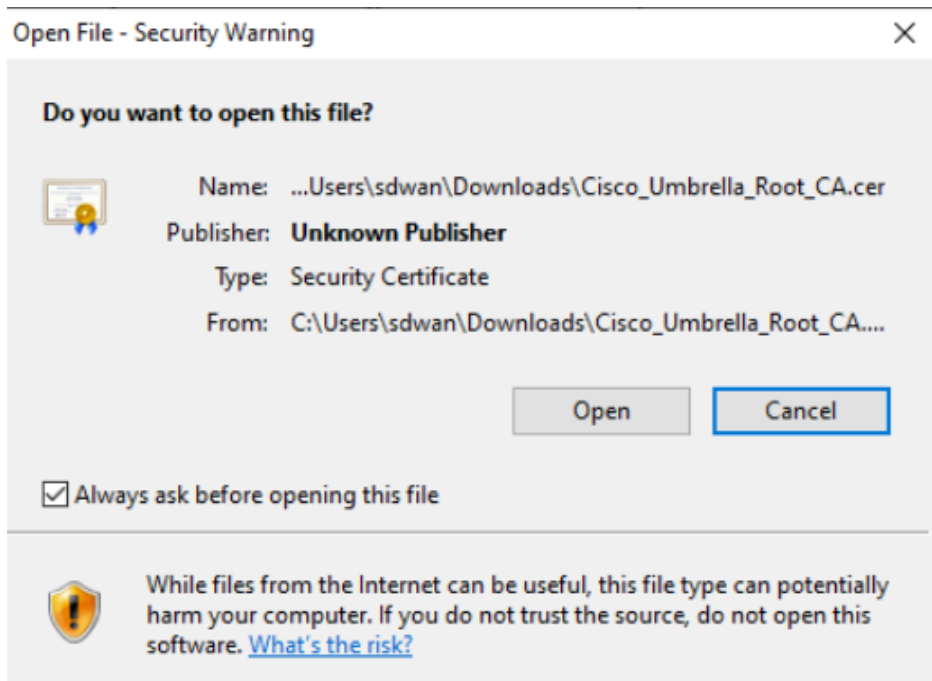 Open File - Security Warning
Do you want to open this file?
Name: ...Users\sdwan\Downloads\Cisco_Umbrella_Root_CA.cer
Publisher: Unknown Publisher
Type: Security Certificate
From: C:\Users\sdwan\Downloads\Cisco_Umbrella_Root_CA....
Open Cancel
Always ask before opening this file
While files from the Internet can be useful, this file type can potentially
harm your computer. If you do not trust the source, do not open this
software. What's the risk?